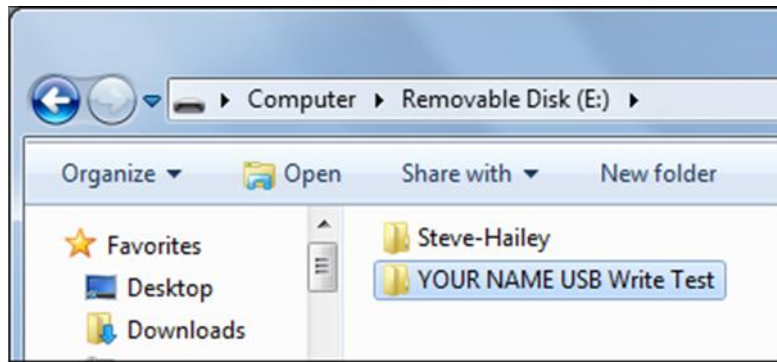 Computer Removable Disk (E:)
Organize Open Share with New folder
Favorites
Desktop
Downloads
Steve-Hailey
YOUR NAME USB Write Test